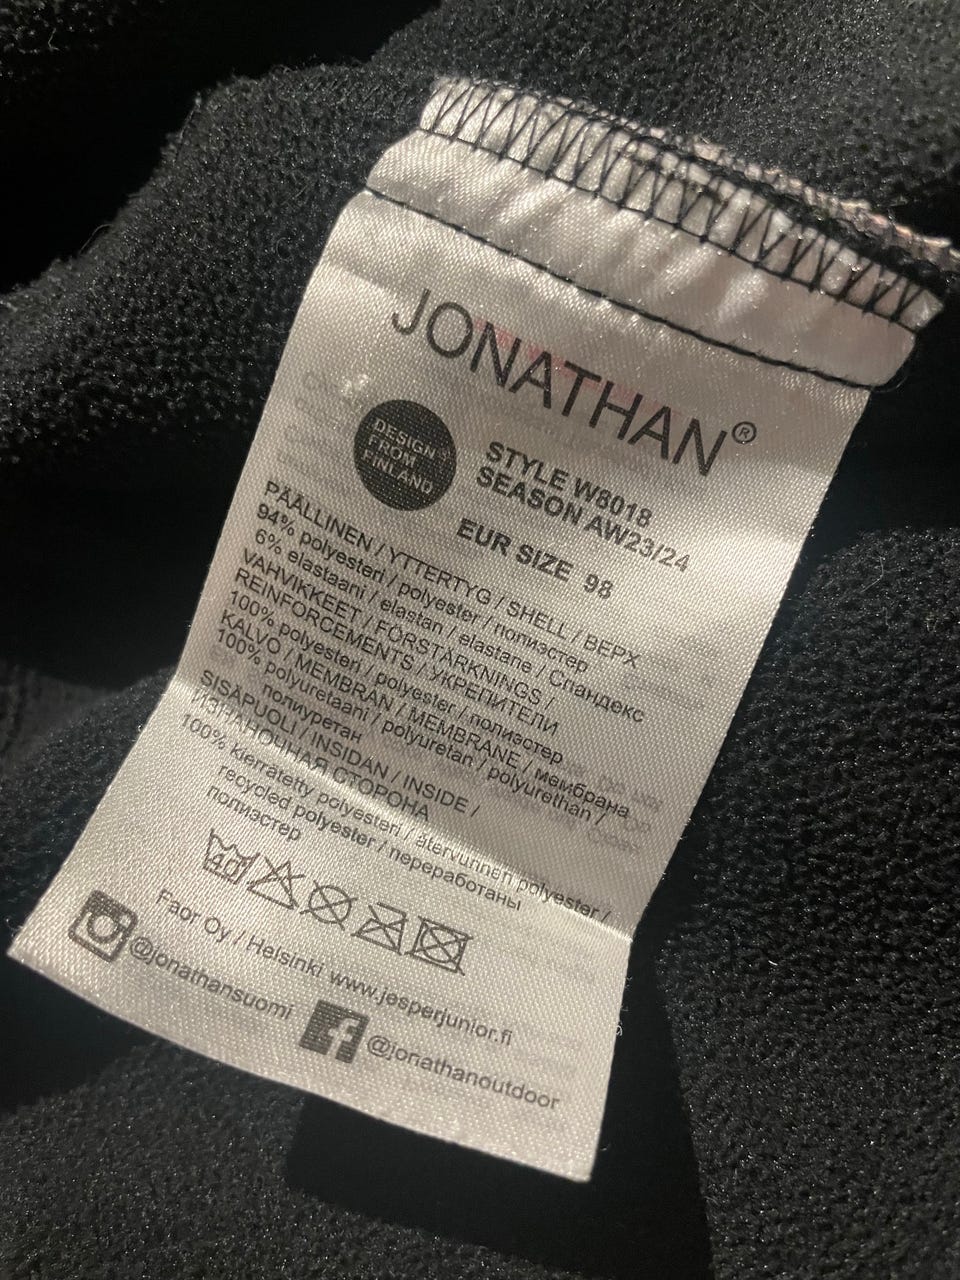 JONATHAN®
DESIGN
FROM
FINLAND
STYLE W8018
SEASON AW23/24
EUR SIZE 98
PÄÄLLINEN / YTTERTYG / SHELL / ВЕРХ
94% polyesteri / polyester / полиэстер
6% elastaani / elastan / elastane / Спандекс
VAHVIKKEET / FÖRSTÄRKNINGS /
REINFORCEMENTS / УКРЕПИТЕЛИ
100% polyesteri / polyester / полиэстер
KALVO / MEMBRAN / MEMBRANE / мембрана
100% polyuretaani / polyuretan / polyurethan /
полиуретан
SISÄPUOLI / INSIDAN / INSIDE /
ИЗПАНОЧНАЯ СТОРОНА
100% kierrätetty polyesteri / återvunnen polyester /
recycled polyester / переработаны
полиэстер
40
Faor Oy / Helsinki www.jesperjunior.fi
@jonathansuomi
@jonathanoutdoor